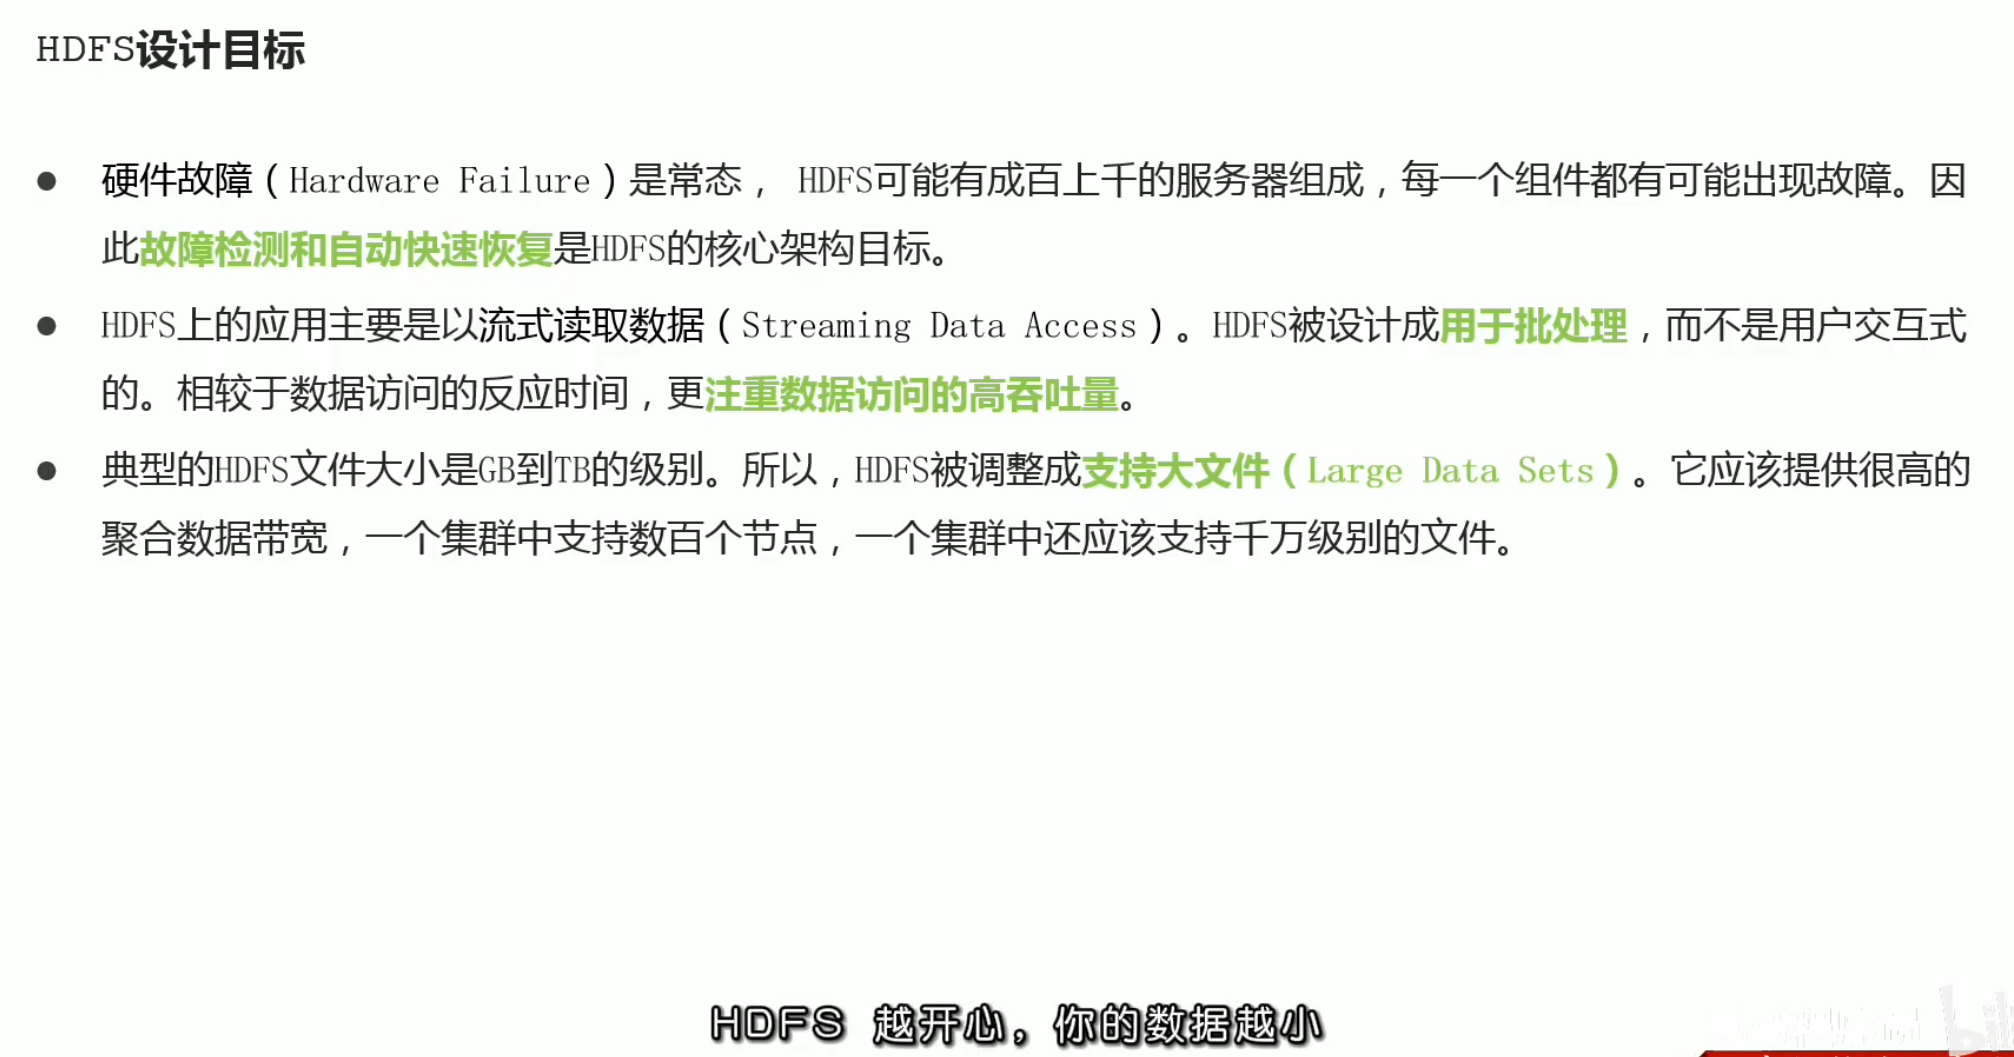 HDFS设计目标
● 硬件故障（Hardware Failure）是常态， HDFS可能有成百上千的服务器组成，每一个组件都有可能出现故障。因
此故障检测和自动快速恢复是HDFS的核心架构目标。
● HDFS上的应用主要是以流式读取数据（Streaming Data Access）。HDFS被设计成用于批处理，而不是用户交互式
的。相较于数据访问的反应时间，更注重数据访问的高吞吐量。
● 典型的HDFS文件大小是GB到TB的级别。所以，HDFS被调整成支持大文件（Large Data Sets）。它应该提供很高的
聚合数据带宽，一个集群中支持数百个节点，一个集群中还应该支持千万级别的文件。
HDFS 越开心，你的数据越小